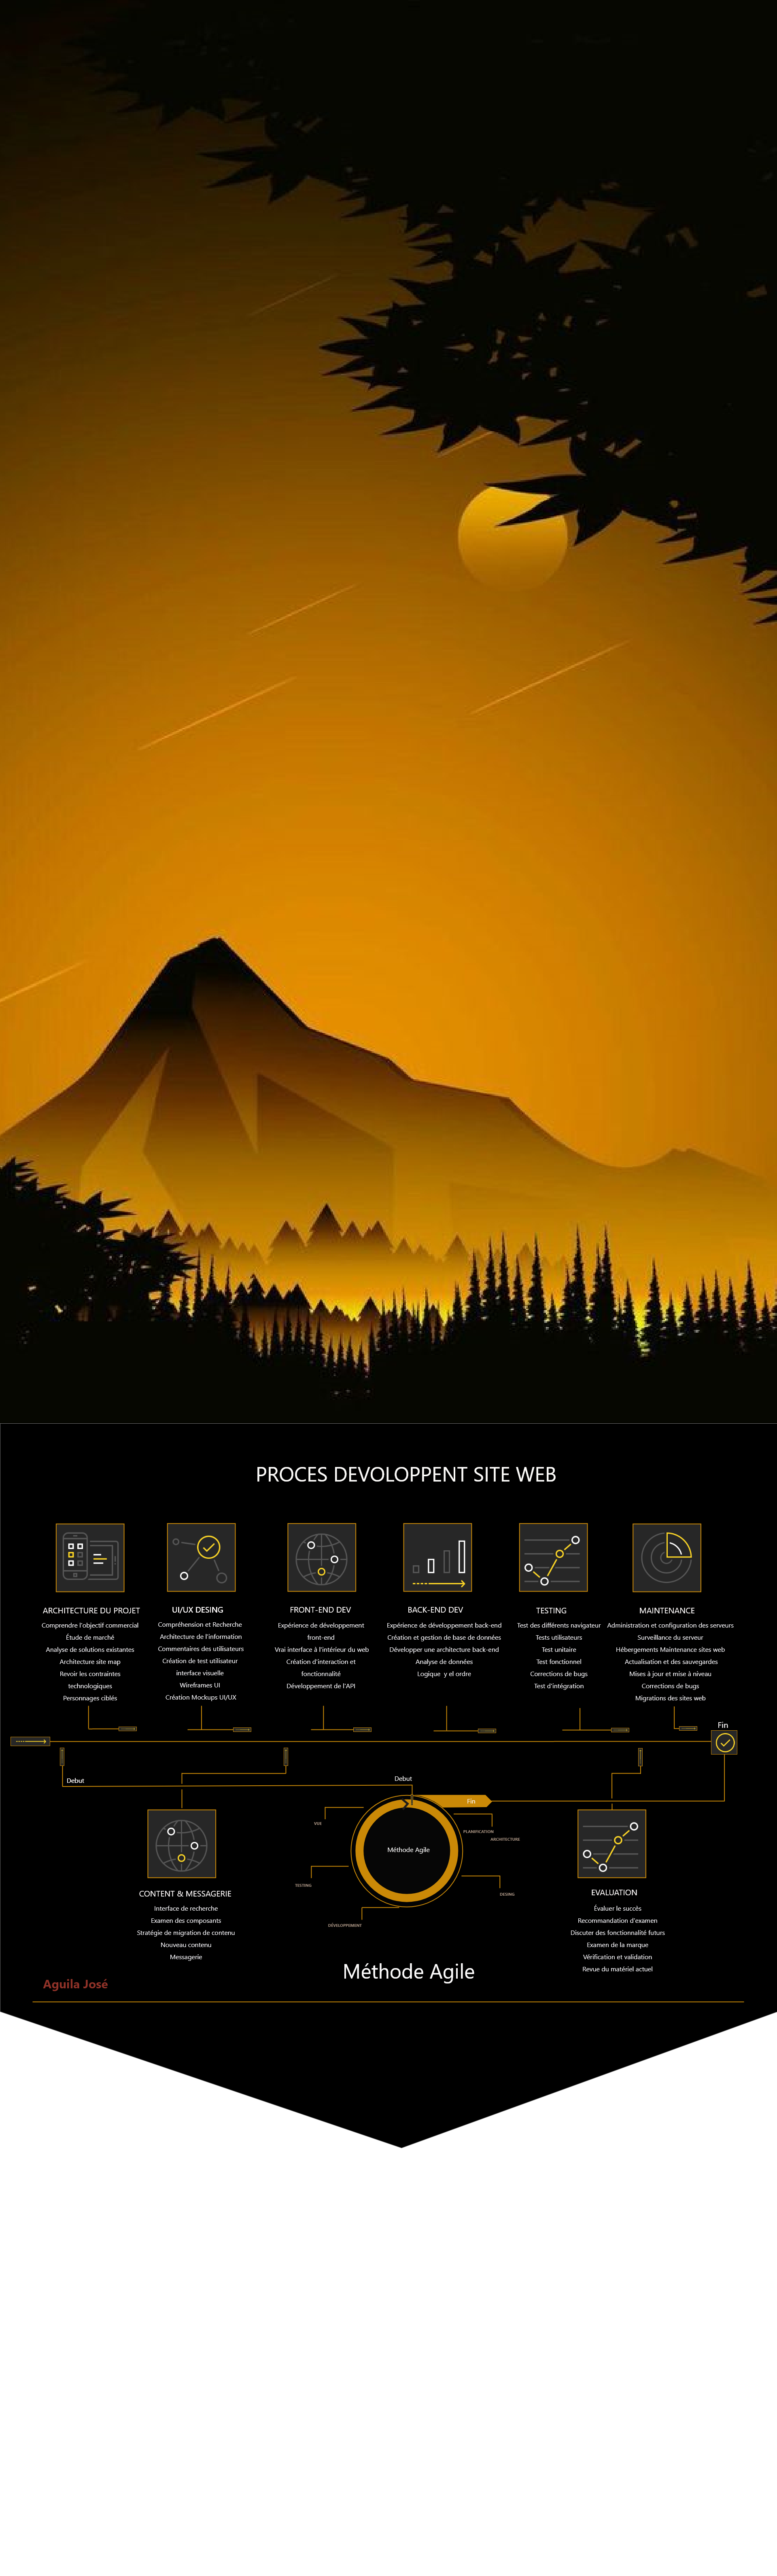 PROCES DEVOLOPPENT SITE WEB
ARCHITECTURE DU PROJET
Comprendre l'objectif commercial
Étude de marché
Analyse de solutions existantes
Architecture site map
Revoir les contraintes
technologiques
Personnages ciblés
UI/UX DESING
Compréhension et Recherche
Architecture de l'information
Commentaires des utilisateurs
Création de test utilisateur
interface visuelle
Wireframes UI
Création Mockups UI/UX
FRONT-END DEV
Expérience de développement
front-end
Vrai interface à l'intérieur du web
Création d'interaction et
fonctionnalité
Développement de l'API
BACK-END DEV
Expérience de développement back-end
Création et gestion de base de données
Développer une architecture back-end
Analyse de données
Logique y el ordre
TESTING
Test des différents navigateur
Tests utilisateurs
Test unitaire
Test fonctionnel
Corrections de bugs
Test d'intégration
MAINTENANCE
Administration et configuration des serveurs
Surveillance du serveur
Hébergements Maintenance sites web
Actualisation et des sauvegardes
Mises à jour et mise à niveau
Corrections de bugs
Migrations des sites web
Fin
Debut
Debut
Fin
VUE
PLANIFICATION
ARCHITECTURE
Méthode Agile
TESTING
DESING
DÉVELOPPEMENT
CONTENT & MESSAGERIE
Interface de recherche
Examen des composants
Stratégie de migration de contenu
Nouveau contenu
Messagerie
EVALUATION
Évaluer le succès
Recommandation d'examen
Discuter des fonctionnalité futurs
Examen de la marque
Vérification et validation
Revue du matériel actuel
Méthode Agile
Aguila José